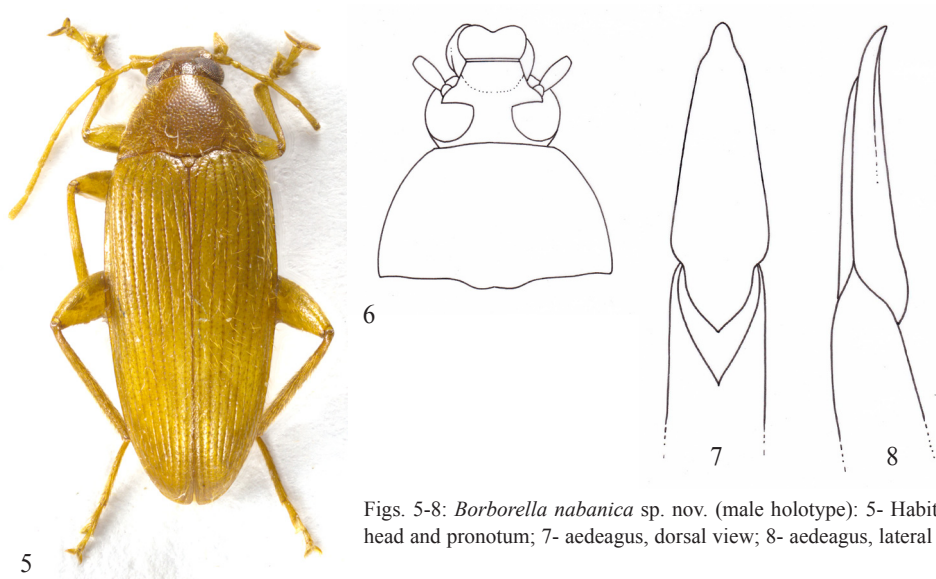 5
6
7
8
Figs. 5-8: Borborella nabanica sp. nov. (male holotype): 5- Habit
head and pronotum; 7- aedeagus, dorsal view; 8- aedeagus, lateral